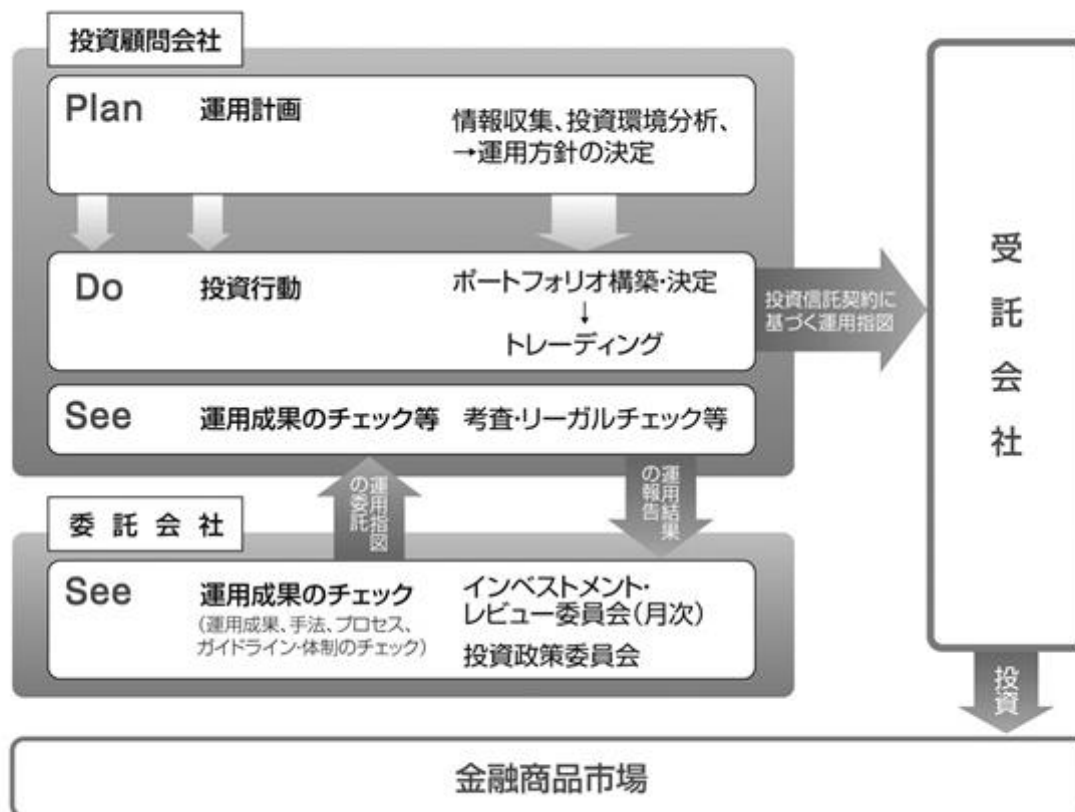 投資顧問会社
Plan 運用計画
情報収集、投資環境分析、
→運用方針の決定
Do 投資行動
ポートフォリオ構築・決定
↓
トレーディング
投資信託契約に
基づく運用指図
See 運用成果のチェック等 考査・リーガルチェック等
運用指図
の委託
運用結果
の報告
委託会社
See 運用成果のチェック
(運用成果、手法、プロセス、
ガイドライン・体制のチェック)
インベストメント・
レビュー委員会(月次)
投資政策委員会
受託会社
投資
金融商品市場